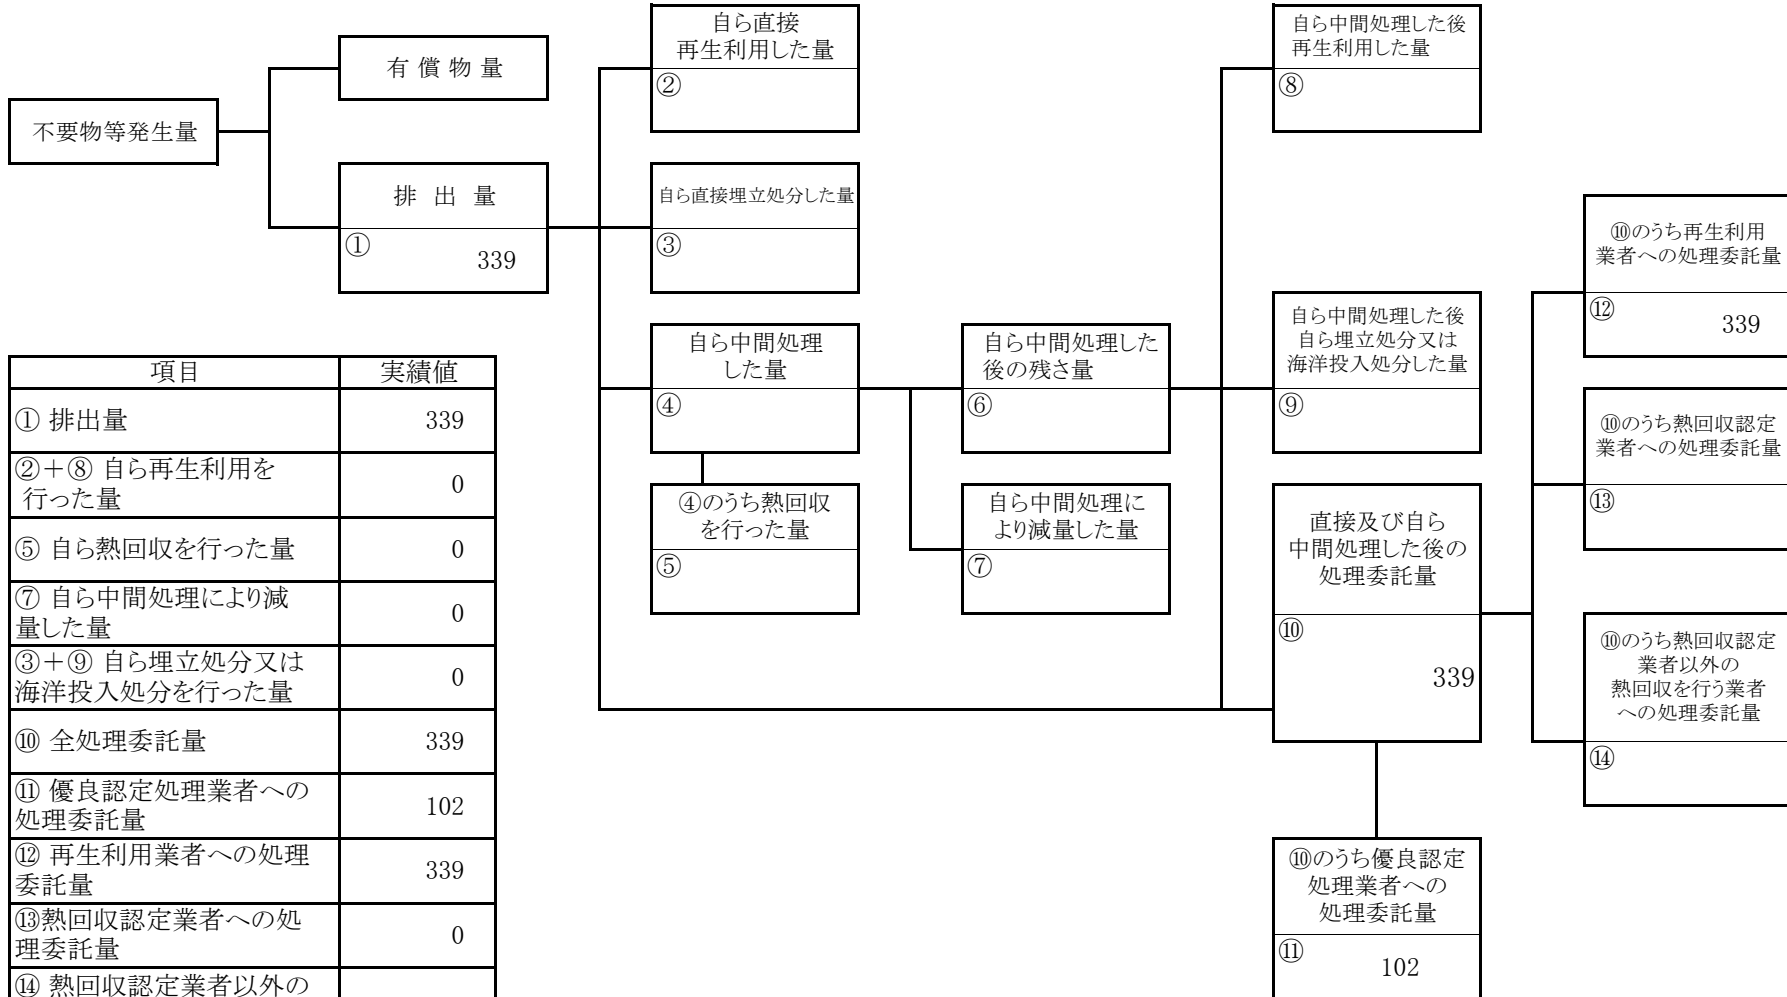 不要物等発生量
有 償 物 量
排 出 量
①
339
自ら直接
再生利用した量
②
自ら直接埋立処分した量
③
自ら中間処理
した量
④
④のうち熱回収
を行った量
⑤
自ら中間処理した
後の残さ量
⑥
自ら中間処理に
より減量した量
⑦
自ら中間処理した後
再生利用した量
⑧
自ら中間処理した後
自ら埋立処分又は
海洋投入処分した量
⑨
直接及び自ら
中間処理した後の
処理委託量
⑩
339
⑩のうち優良認定
処理業者への
処理委託量
⑪
102
⑩のうち再生利用
業者への処理委託量
⑫
339
⑩のうち熱回収認定
業者への処理委託量
⑬
⑩のうち熱回収認定
業者以外の
熱回収を行う業者
への処理委託量
⑭
項目 実績値
① 排出量 339
②+⑧ 自ら再生利用を
行った量 0
⑤ 自ら熱回収を行った量 0
⑦ 自ら中間処理により減
量した量 0
③+⑨ 自ら埋立処分又は
海洋投入処分を行った量 0
⑩ 全処理委託量 339
⑪ 優良認定処理業者への
処理委託量 102
⑫ 再生利用業者への処理
委託量 339
⑬熱回収認定業者への処
理委託量 0
⑭ 熱回収認定業者以外の